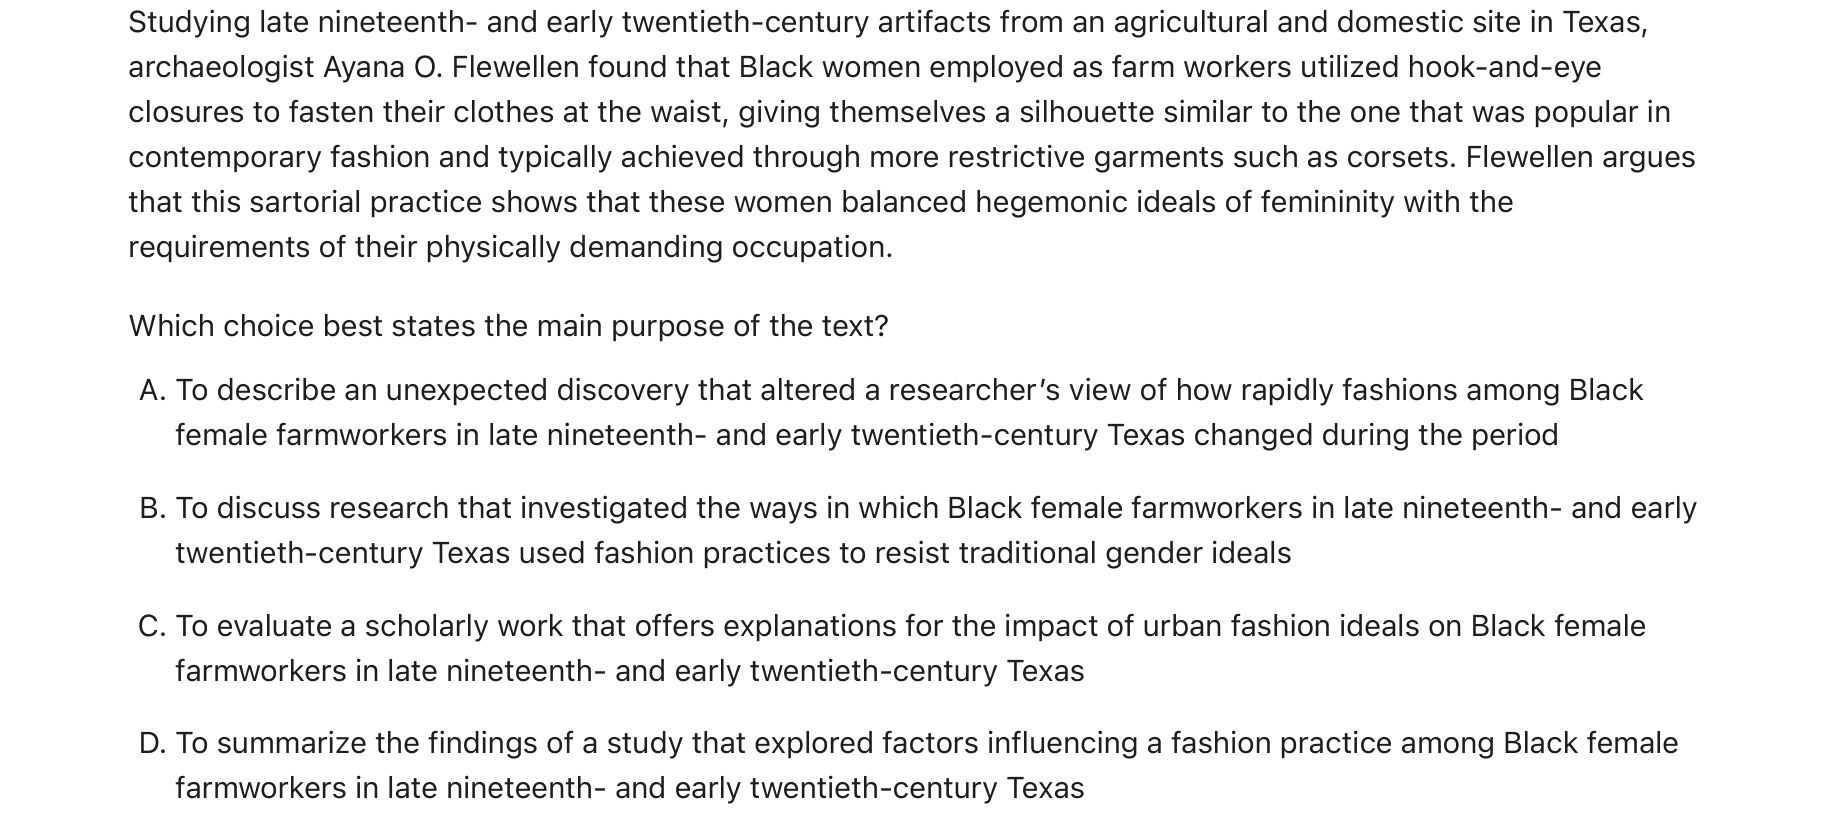 Studying late nineteenth- and early twentieth-century artifacts from an agricultural and domestic site in Texas,
archaeologist Ayana O. Flewellen found that Black women employed as farm workers utilized hook-and-eye
closures to fasten their clothes at the waist, giving themselves a silhouette similar to the one that was popular in
contemporary fashion and typically achieved through more restrictive garments such as corsets. Flewellen argues
that this sartorial practice shows that these women balanced hegemonic ideals of femininity with the
requirements of their physically demanding occupation.
Which choice best states the main purpose of the text?
A. To describe an unexpected discovery that altered a researcher’s view of how rapidly fashions among Black
female farmworkers in late nineteenth- and early twentieth-century Texas changed during the period
B. To discuss research that investigated the ways in which Black female farmworkers in late nineteenth- and early
twentieth-century Texas used fashion practices to resist traditional gender ideals
C. To evaluate a scholarly work that offers explanations for the impact of urban fashion ideals on Black female
farmworkers in late nineteenth- and early twentieth-century Texas
D. To summarize the findings of a study that explored factors influencing a fashion practice among Black female
farmworkers in late nineteenth- and early twentieth-century Texas